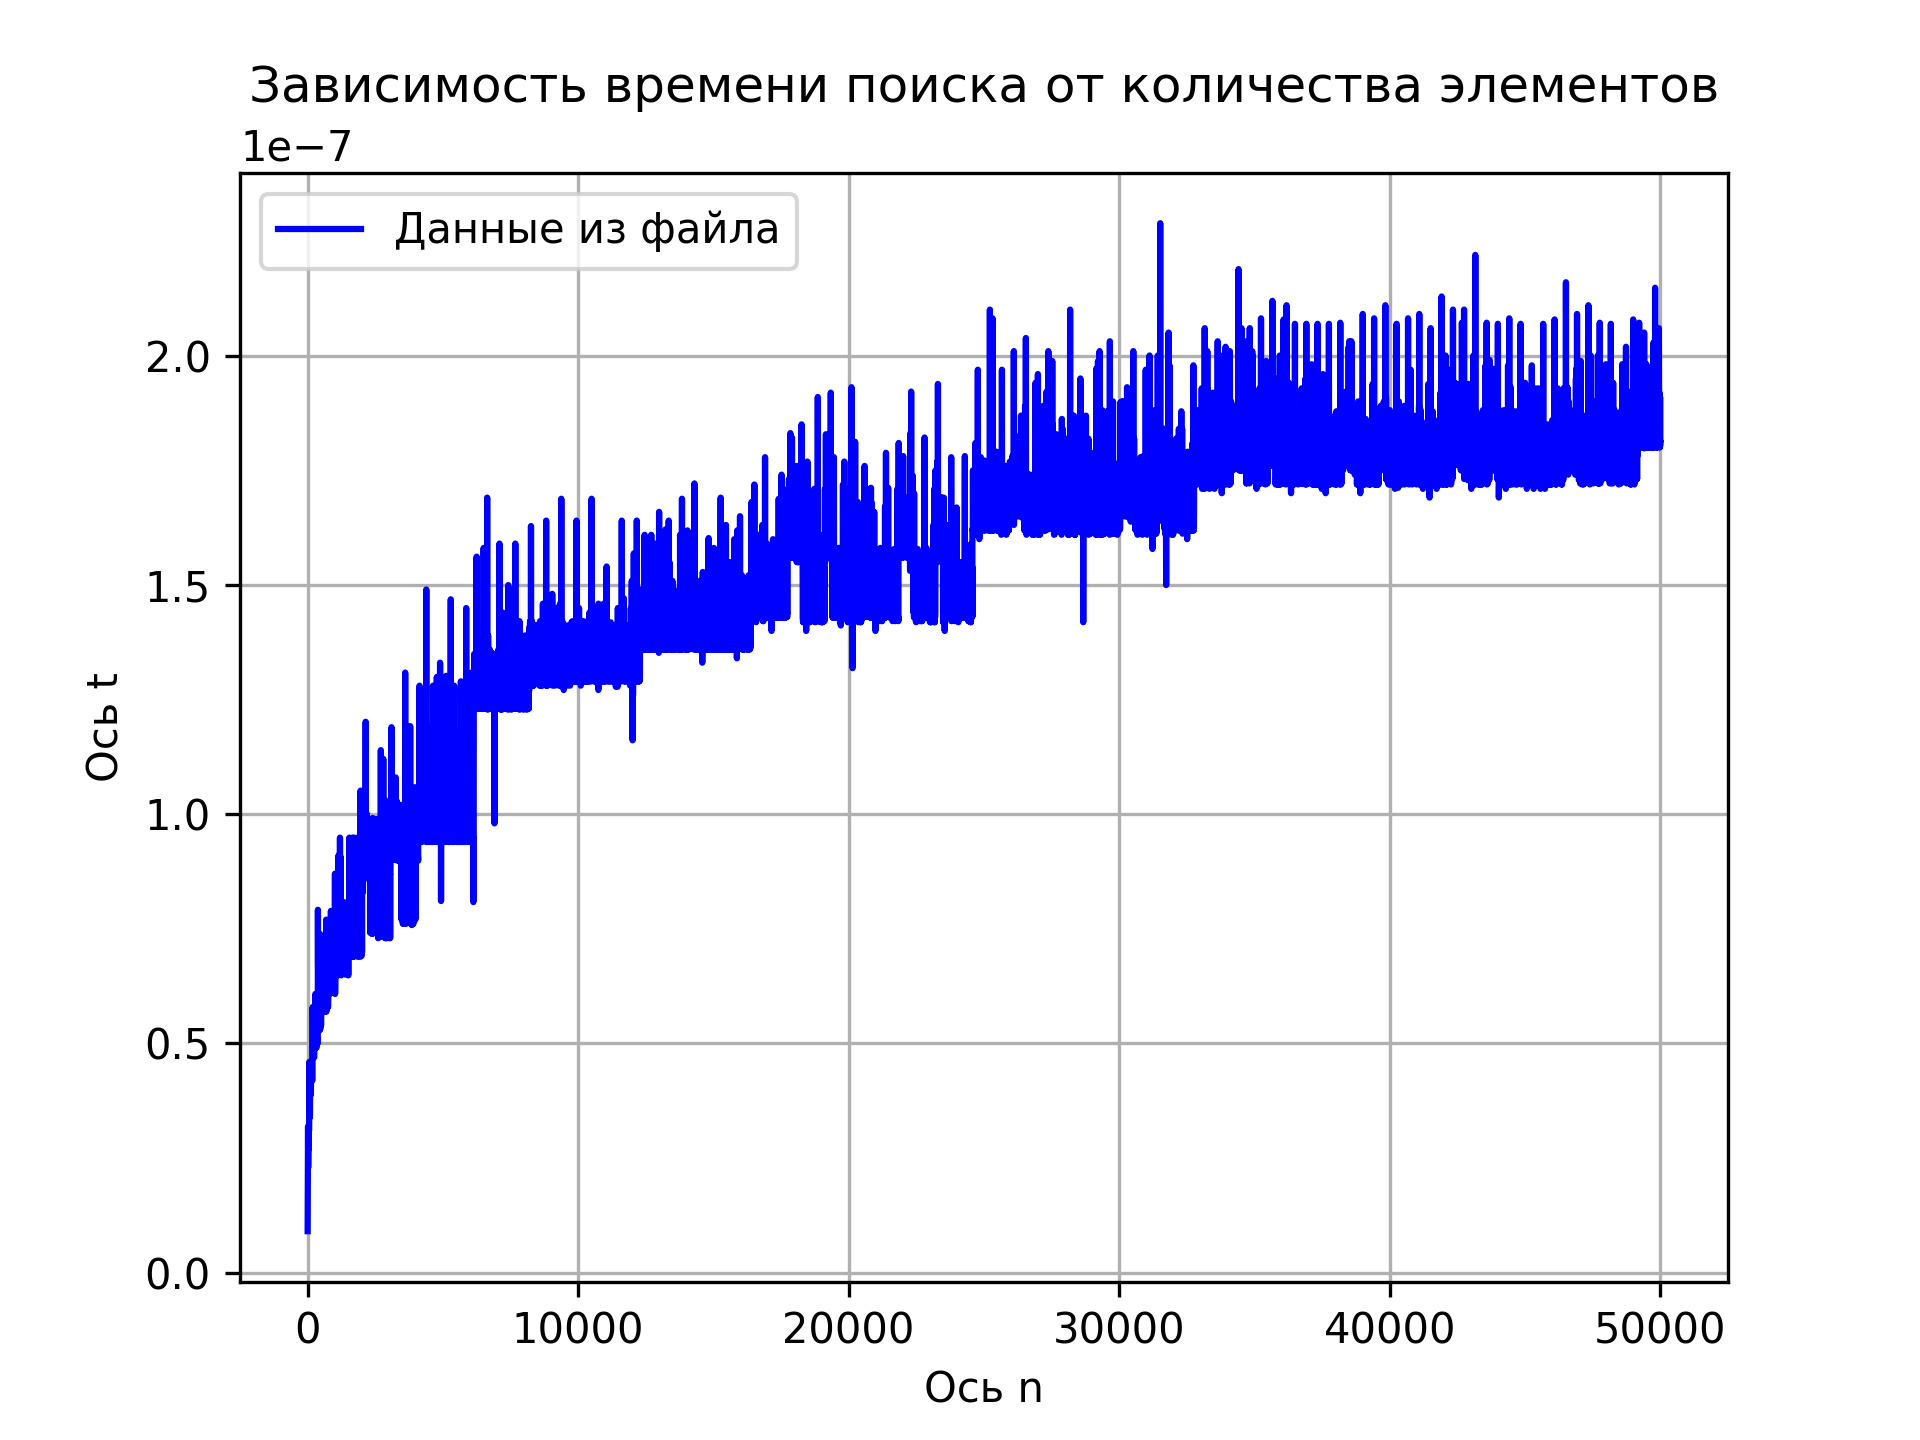 Зависимость времени поиска от количества элементов
1e−7
Данные из файла
2.0
1.5
1.0
0.5
0.0
Ось t
0 10000 20000 30000 40000 50000
Ось n